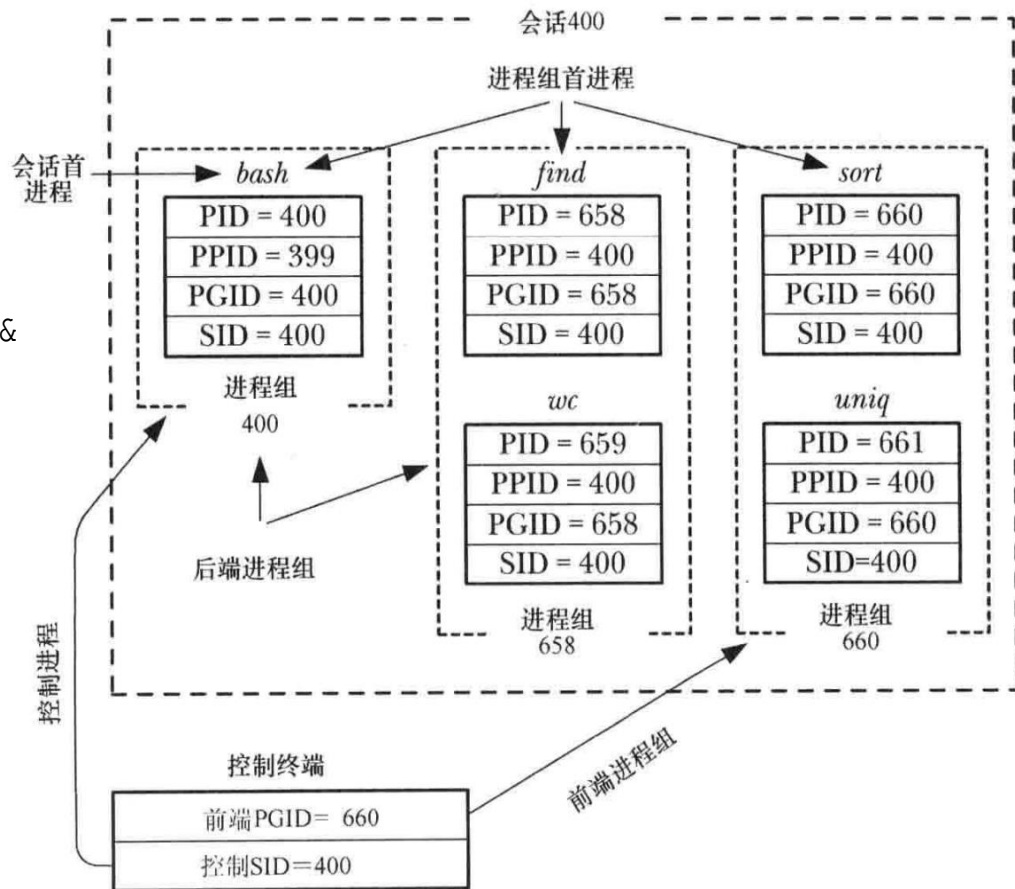 会话400
进程组首进程
会话首
进程
bash
PID = 400
PPID = 399
PGID = 400
SID = 400
进程组
400
find
PID = 658
PPID = 400
PGID = 658
SID = 400
wc
PID = 659
PPID = 400
PGID = 658
SID = 400
进程组
658
sort
PID = 660
PPID = 400
PGID = 660
SID = 400
uniq
PID = 661
PPID = 400
PGID = 660
SID=400
进程组
660
&
后端进程组
控制进程
前端进程组
控制终端
前端PGID= 660
控制SID=400